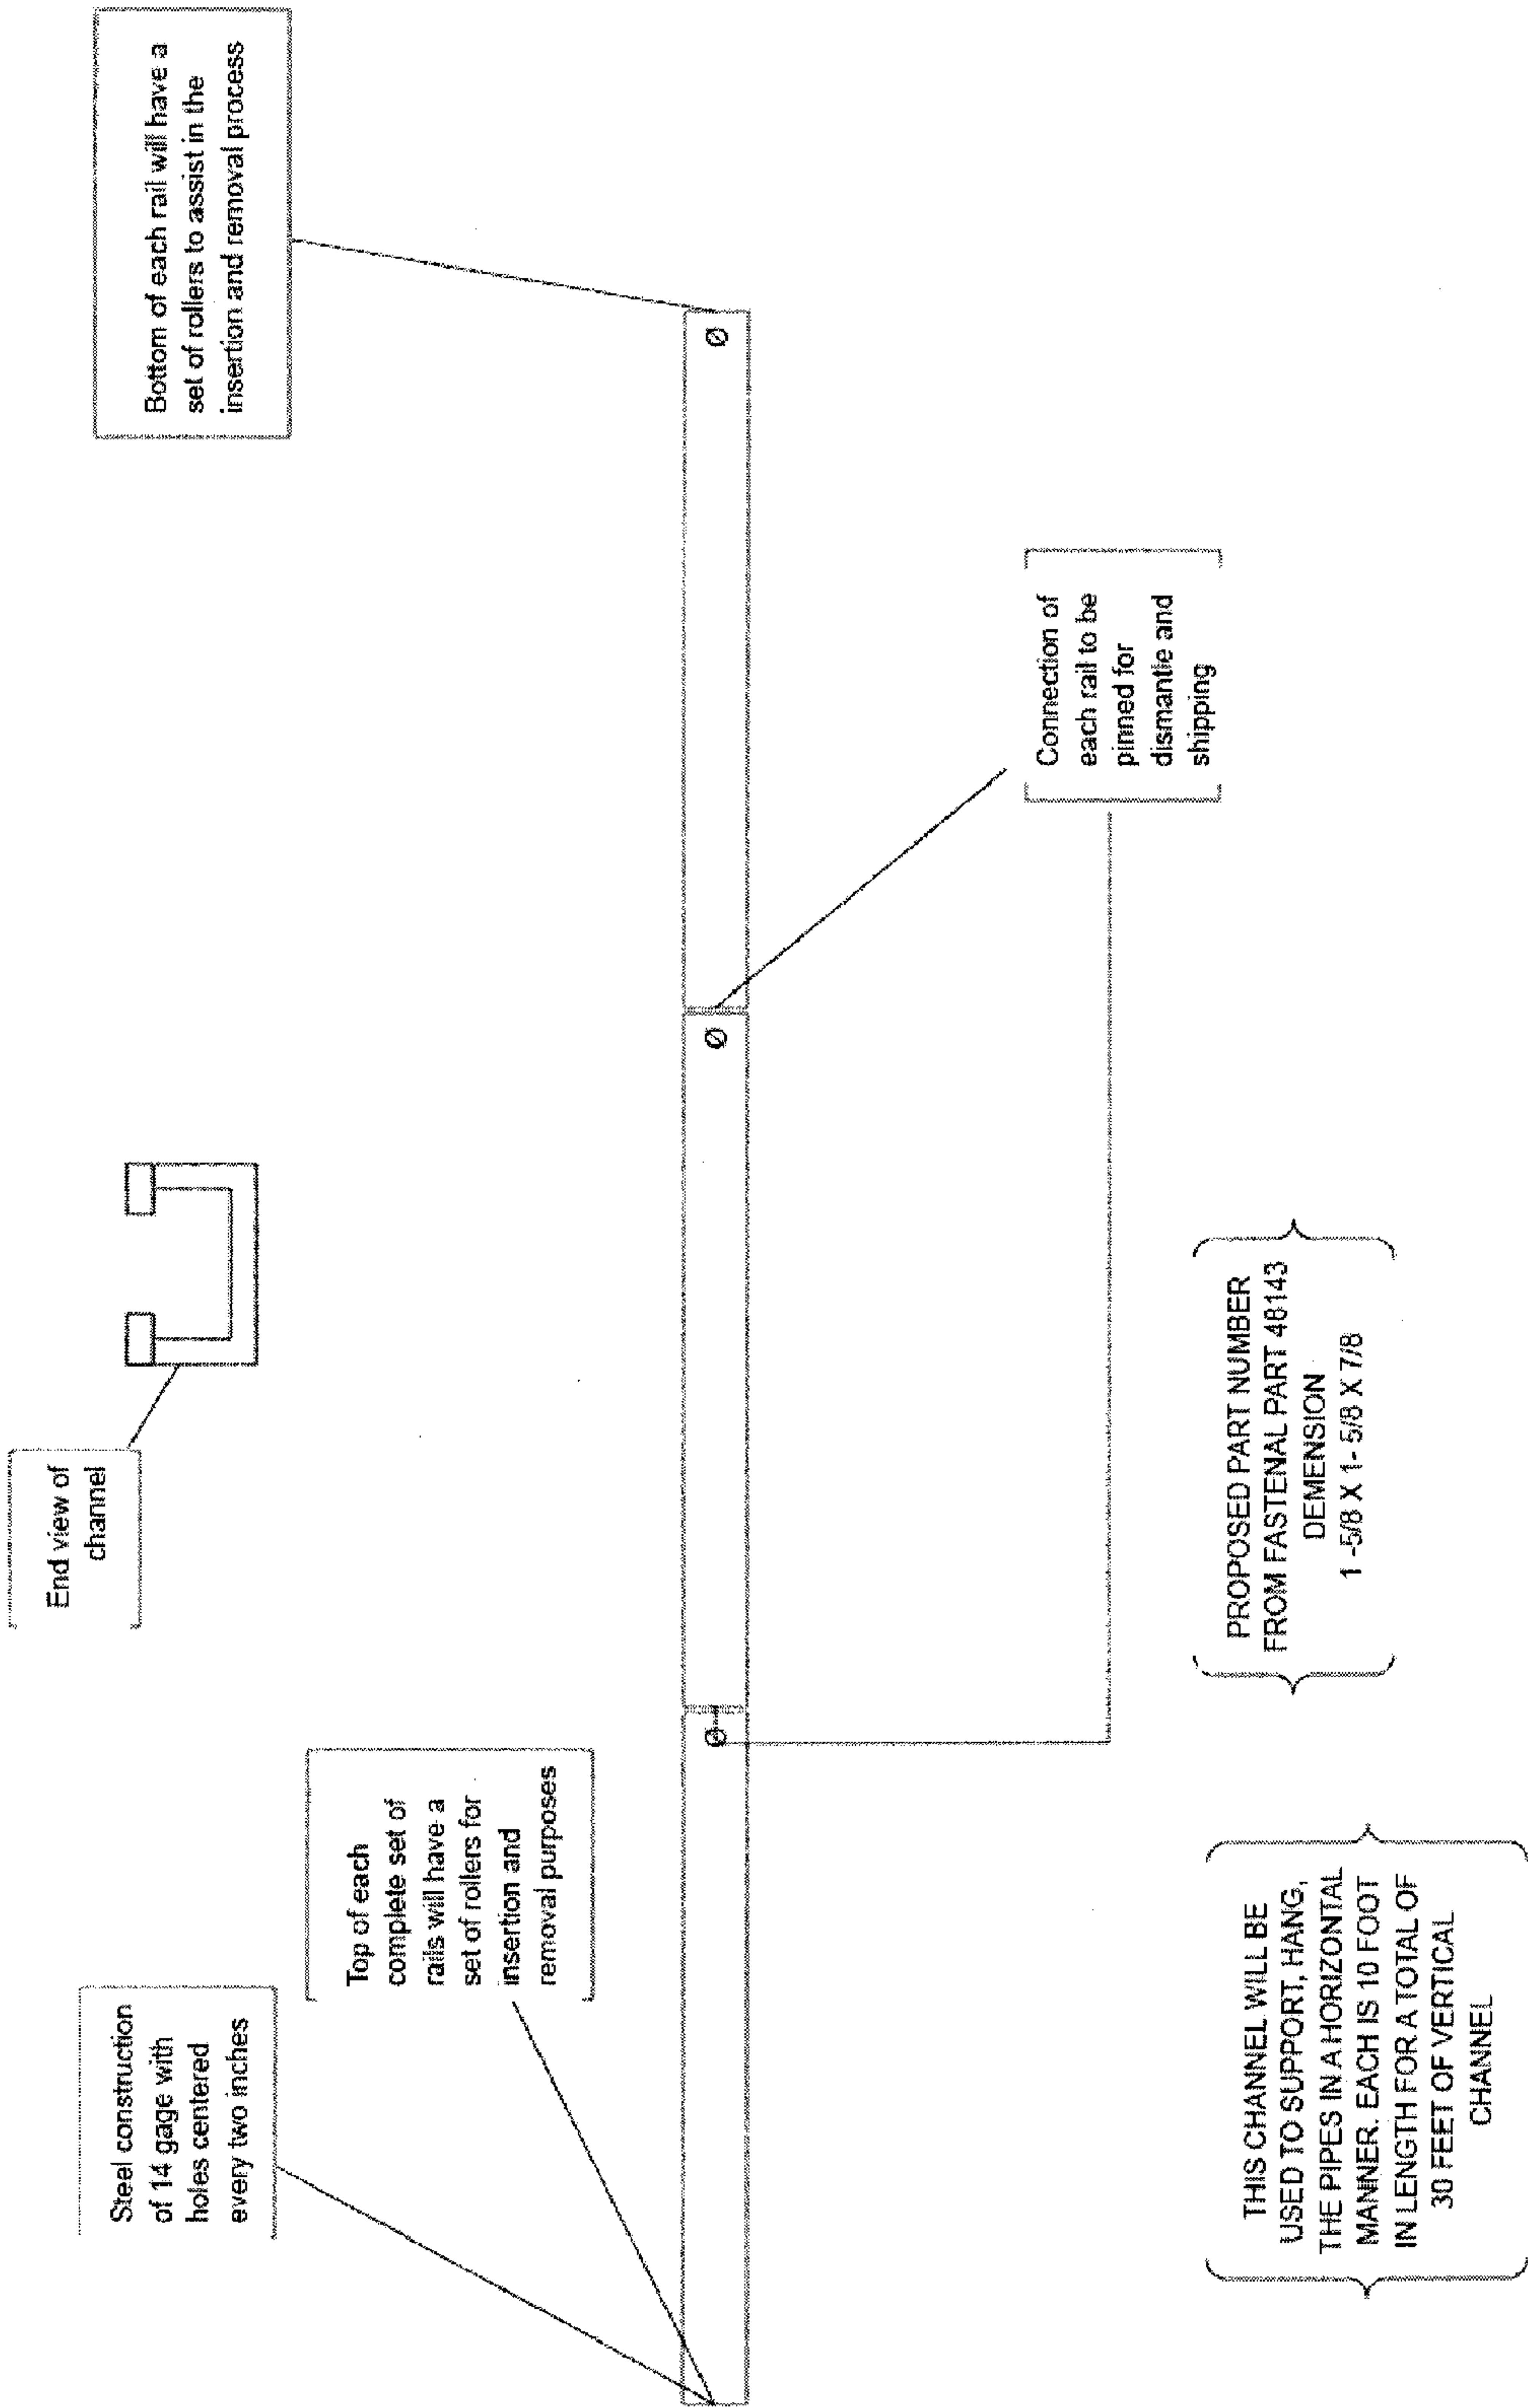 Steel construction
of 14 gage with
holes centered
every two inches
Top of each
complete set of
rails will have a
set of rollers for
insertion and
removal purposes
End view of
channel
Bottom of each rail will have a
set of rollers to assist in the
insertion and removal process
Ø
Ø
Ø
Connection of
each rail to be
pinned for
dismantle and
shipping
THIS CHANNEL WILL BE
USED TO SUPPORT, HANG,
THE PIPES IN A HORIZONTAL
MANNER. EACH IS 10 FOOT
IN LENGTH FOR A TOTAL OF
30 FEET OF VERTICAL
CHANNEL
PROPOSED PART NUMBER
FROM FASTENAL PART 48143
DEMENSION
1 -5/8 X 1- 5/8 X 7/8